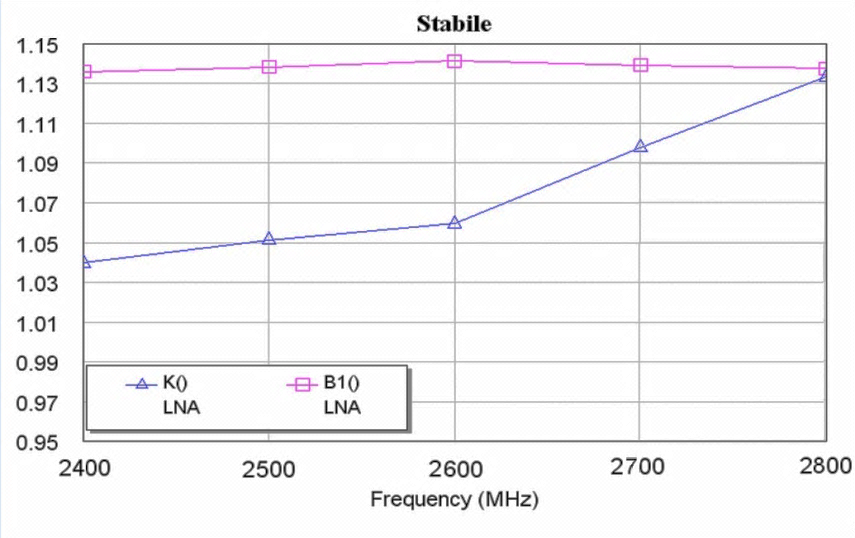 Stabile
1.15
1.13
1.11
1.09
1.07
1.05
1.03
1.01
0.99
0.97
0.95
K()
LNA
B1()
LNA
2400 2500 2600 2700 2800
Frequency (MHz)